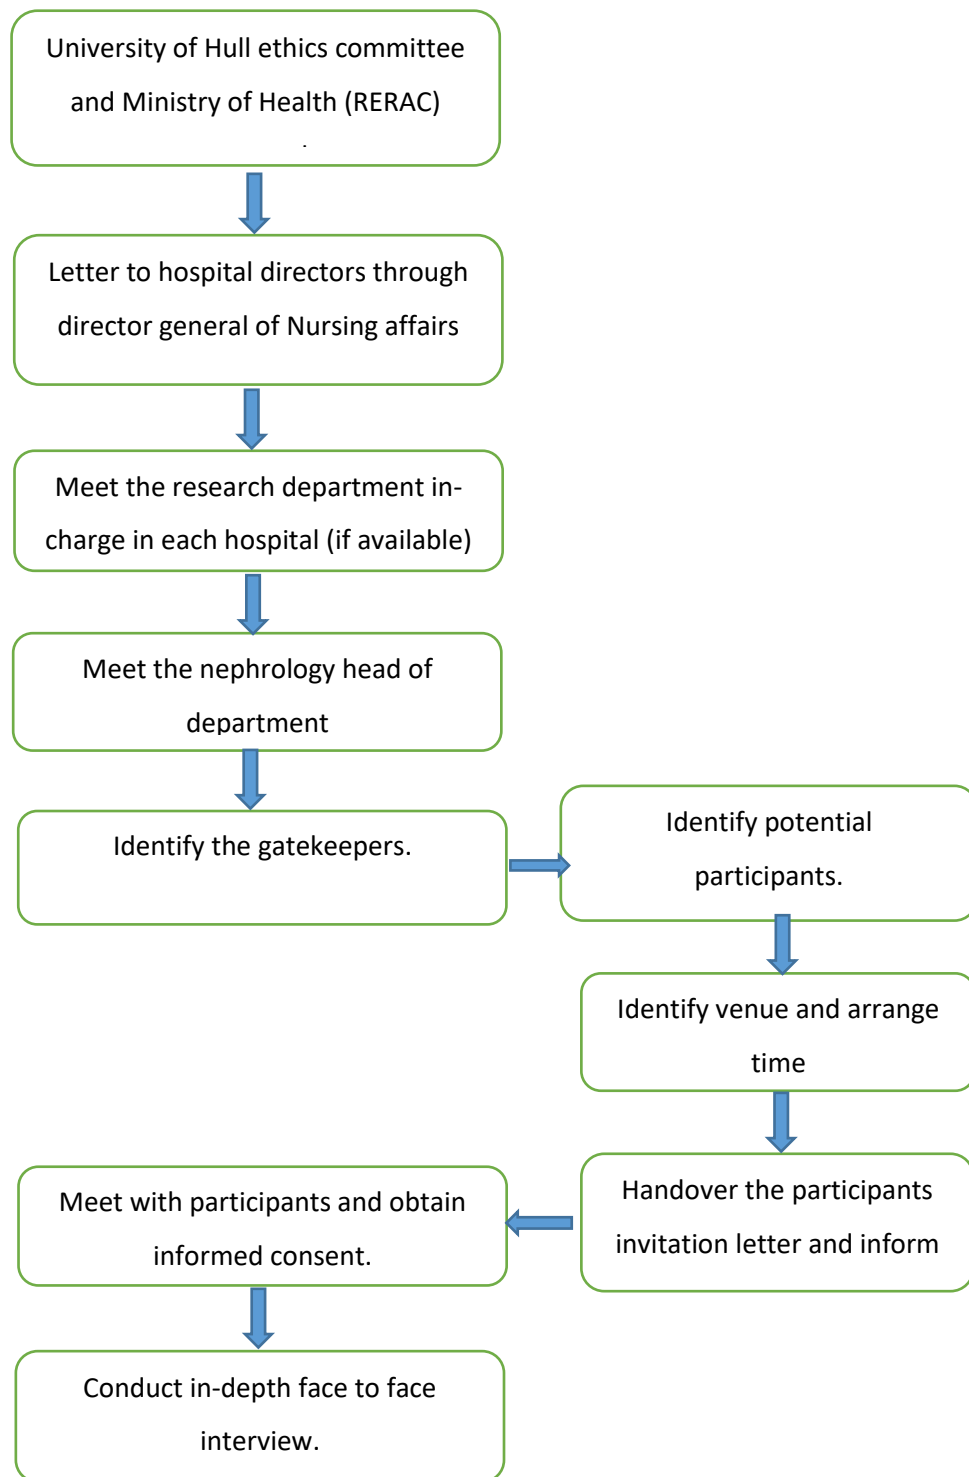 University of Hull ethics committee
and Ministry of Health (RERAC)
Letter to hospital directors through
director general of Nursing affairs
Meet the research department in-
charge in each hospital (if available)
Meet the nephrology head of
department
Identify the gatekeepers.
Identify potential
participants.
Identify venue and arrange
time
Handover the participants
invitation letter and inform
Meet with participants and obtain
informed consent.
Conduct in-depth face to face
interview.